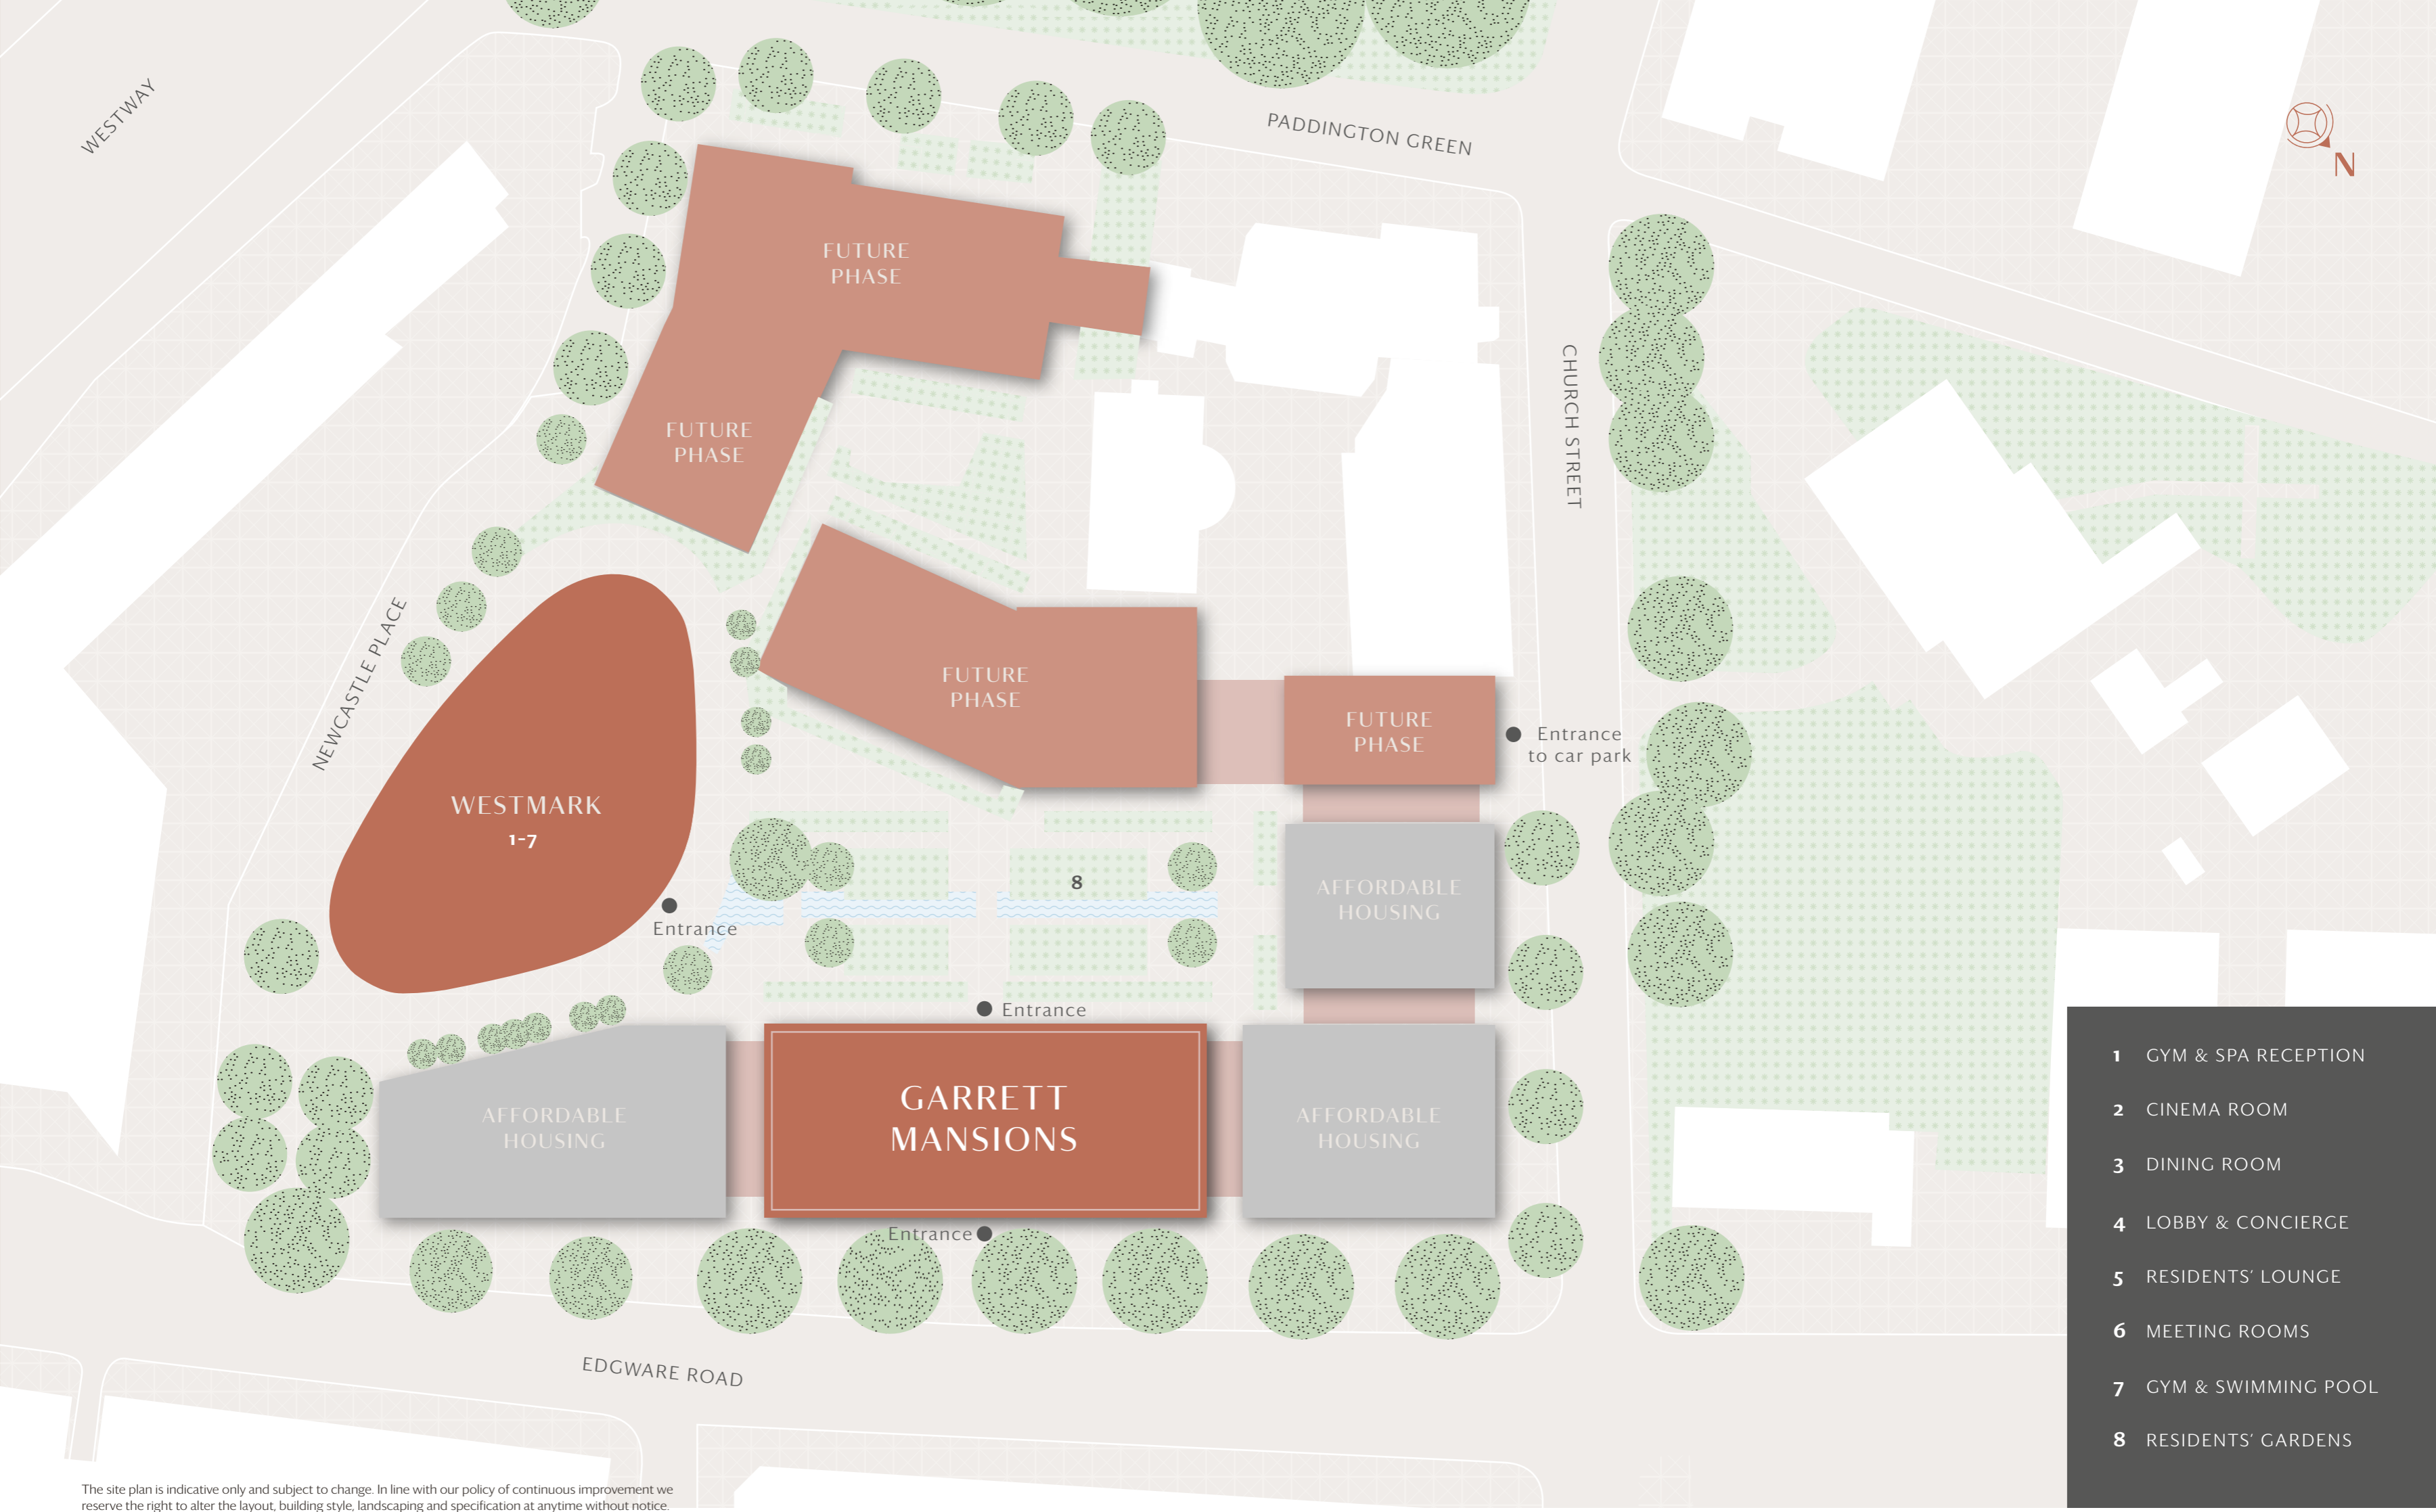 WESTWAY
PADDINGTON GREEN
N
FUTURE
PHASE
CHURCH STREET
FUTURE
PHASE
NEWCASTLE PLACE
FUTURE
PHASE
FUTURE
PHASE
Entrance
to car park
WESTMARK
1-7
8
AFFORDABLE
HOUSING
Entrance
Entrance
AFFORDABLE
HOUSING
GARRETT
MANSIONS
AFFORDABLE
HOUSING
Entrance
EDGWARE ROAD
1 GYM & SPA RECEPTION
2 CINEMA ROOM
3 DINING ROOM
4 LOBBY & CONCIERGE
5 RESIDENTS' LOUNGE
6 MEETING ROOMS
7 GYM & SWIMMING POOL
8 RESIDENTS' GARDENS
The site plan is indicative only and subject to change. In line with our policy of continuous improvement we
reserve the right to alter the layout, building style, landscaping and specification at anytime without notice.